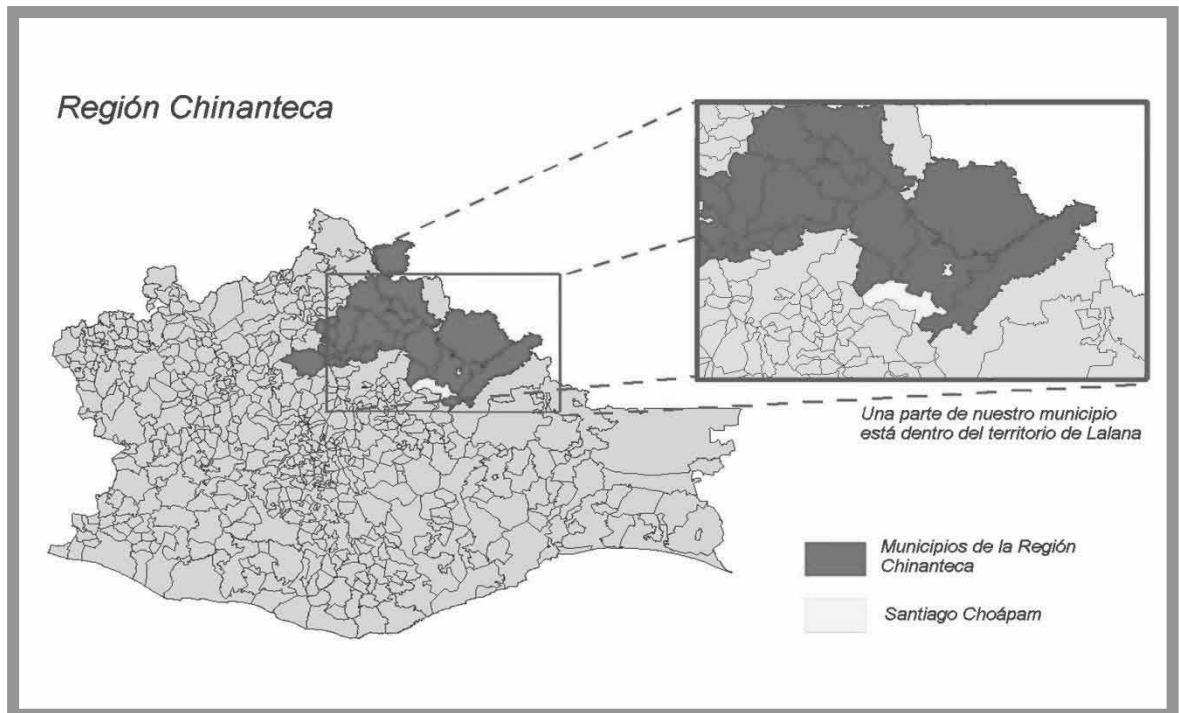 Región Chinanteca
Una parte de nuestro municipio
está dentro del territorio de Lalana
Municipios de la Región
Chinanteca
Santiago Choápam